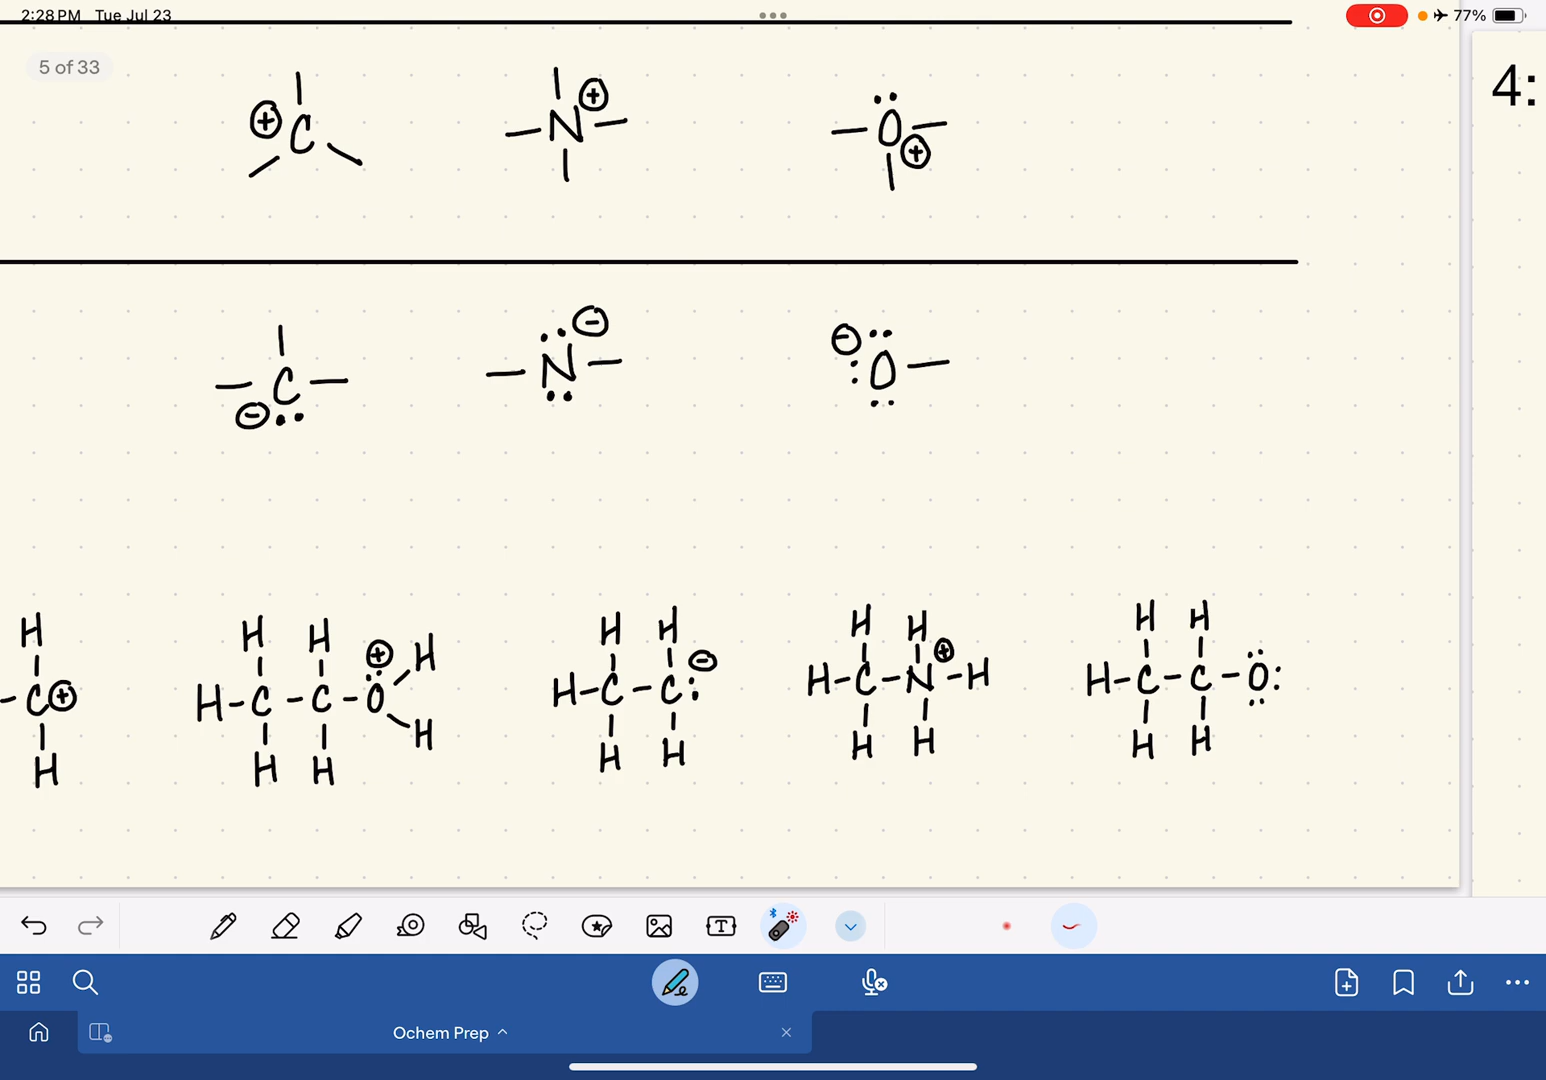 2:28 PM Tue Jul 23
77%
5 of 33
4:
⊕ C
N ⊕
Ö ⊕
C ⊖ ··
·· N ·· ⊖
⊖ :Ö··
H H H H H H H H H H
H ⊕ H ⊖ ⊕
-C⊕ H-C-C-Ö H-C-C: H-C-N-H H-C-C-Ö:
H
H H H H H H H H H
Ochem Prep